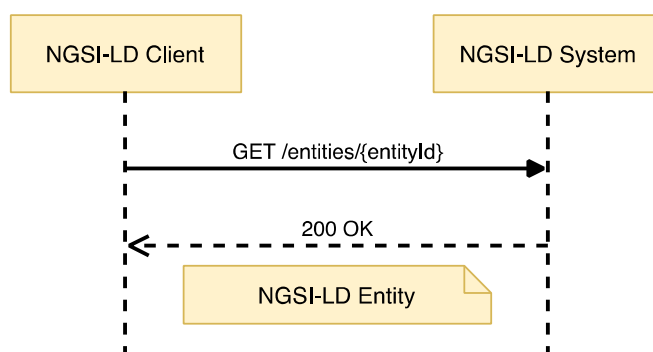 NGSI-LD Client
NGSI-LD System
GET /entities/{entityId}
200 OK
NGSI-LD Entity